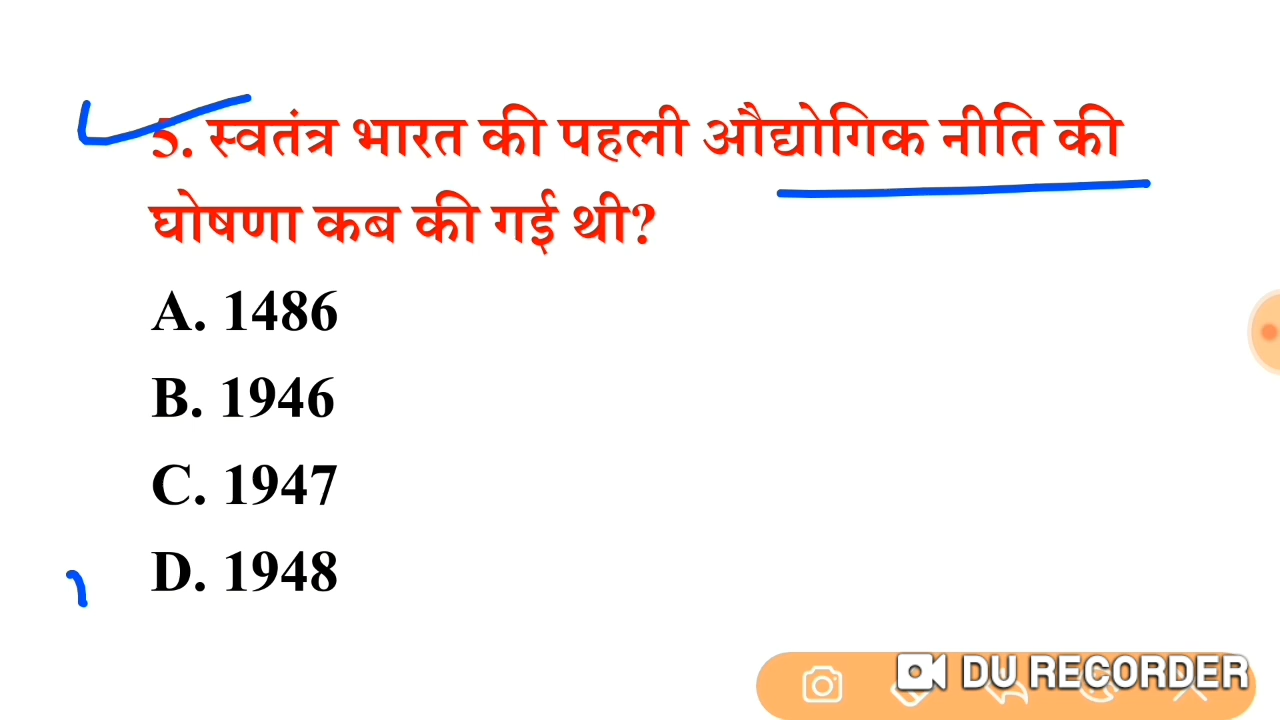 5. स्वतंत्र भारत की पहली औद्योगिक नीति की
घोषणा कब की गई थी?
A. 1486
B. 1946
C. 1947
D. 1948
DU RECORDER